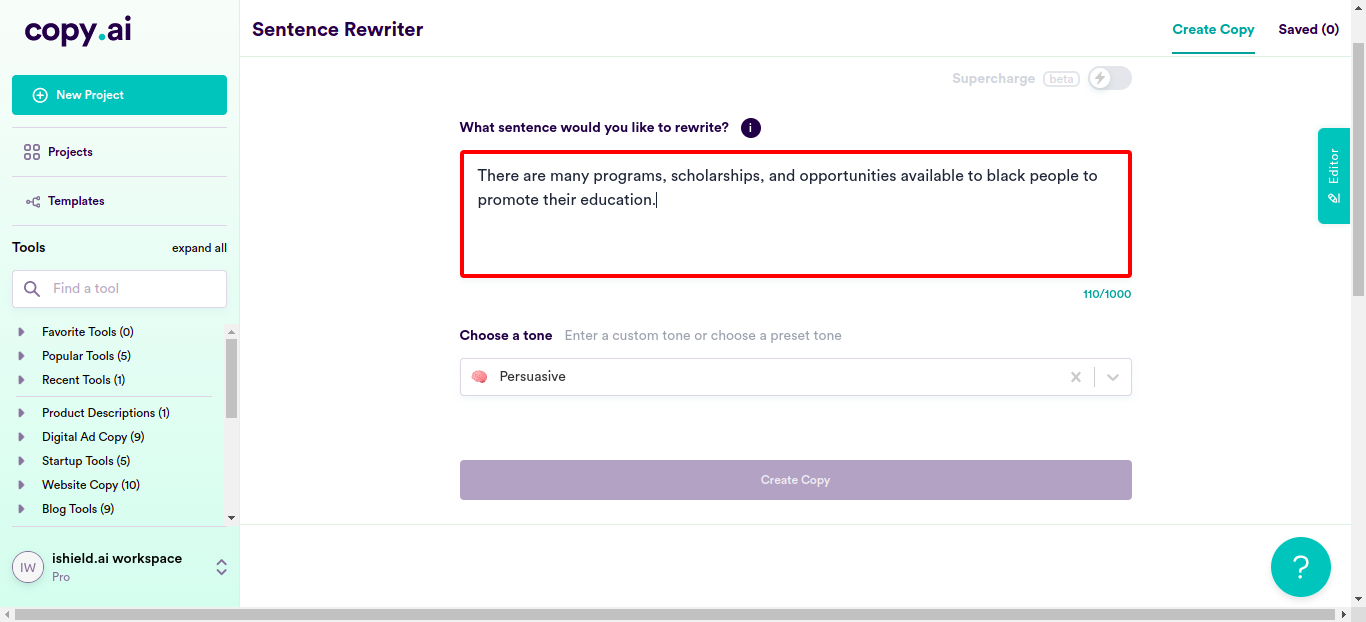 copy.ai
Sentence Rewriter
Create Copy
Saved (0)
New Project
Projects
Templates
Tools
expand all
Find a tool
Favorite Tools (0)
Popular Tools (5)
Recent Tools (1)
Product Descriptions (1)
Digital Ad Copy (9)
Startup Tools (5)
Website Copy (10)
Blog Tools (9)
IW
ishield.ai workspace
Pro
Supercharge beta
What sentence would you like to rewrite? i
There are many programs, scholarships, and opportunities available to black people to
promote their education.
110/1000
Choose a tone Enter a custom tone or choose a preset tone
Persuasive
Create Copy
Editor
?